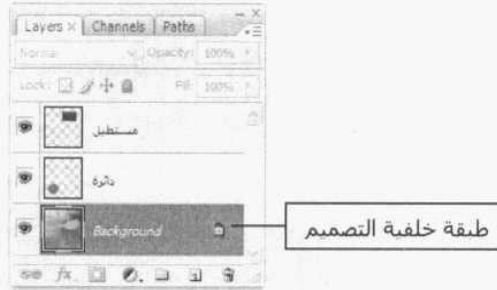 Layers × Channels Paths
Normal Opacity: 100%
Lock: Fill: 100%
مستطيل
دائرة
Background
طبقة خلفية التصميم